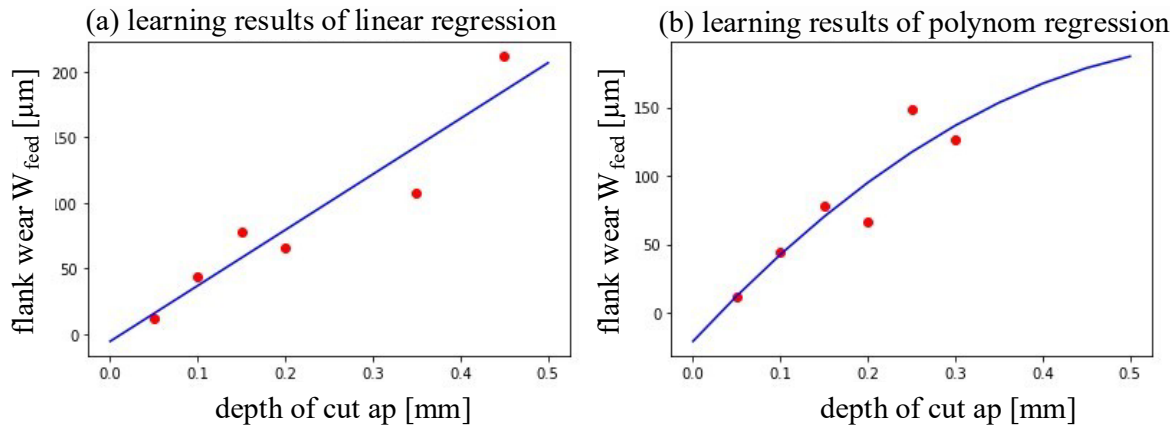 (a) learning results of linear regression
flank wear W_feed [µm]
200
150
100
50
0
0.0 0.1 0.2 0.3 0.4 0.5
depth of cut ap [mm]
(b) learning results of polynom regression
flank wear W_feed [µm]
150
100
50
0
0.0 0.1 0.2 0.3 0.4 0.5
depth of cut ap [mm]